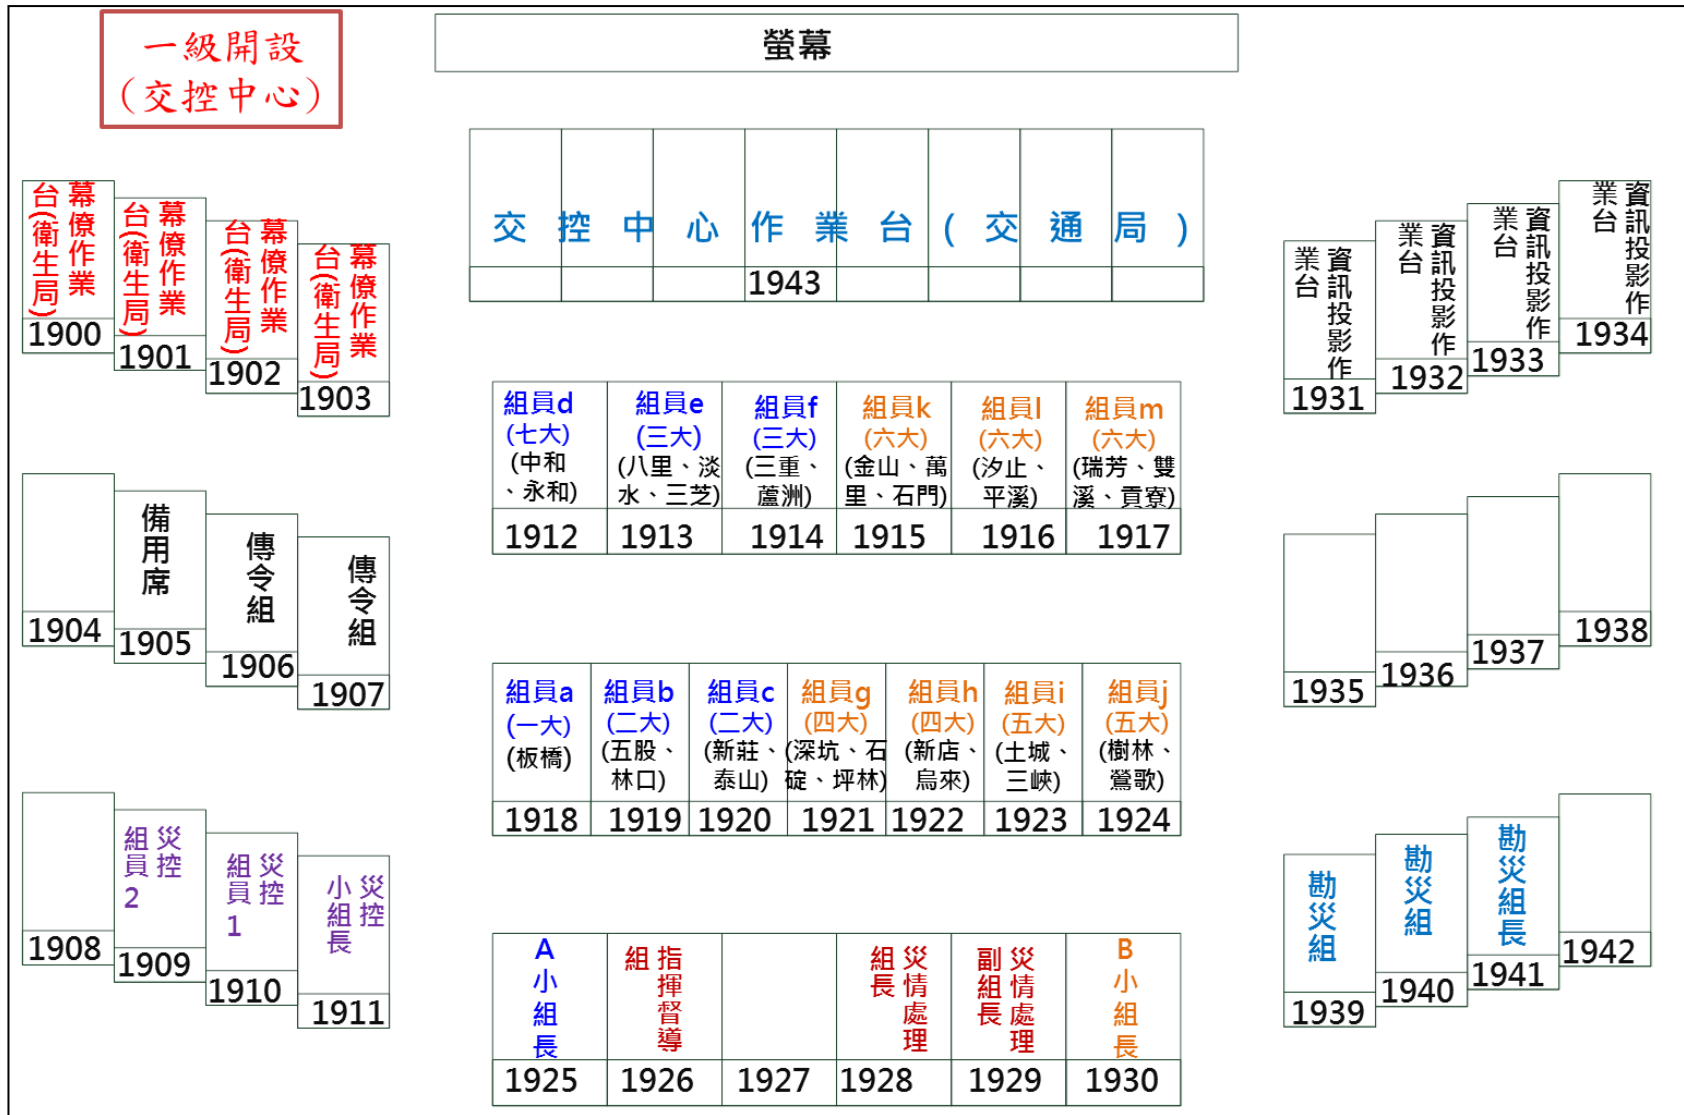 一級開設
(交控中心)
螢幕
交控中心作業台(交通局)
1943
幕僚作業
台(衛生局)
1900
幕僚作業
台(衛生局)
1901
幕僚作業
台(衛生局)
1902
幕僚作業
台(衛生局)
1903
資訊投影作
業台
1931
資訊投影作
業台
1932
資訊投影作
業台
1933
資訊投影作
業台
1934
組員d
(七大)
(中和
、永和)
1912
組員e
(三大)
(八里、淡
水、三芝)
1913
組員f
(三大)
(三重、
蘆洲)
1914
組員k
(六大)
(金山、萬
里、石門)
1915
組員l
(六大)
(汐止、
平溪)
1916
組員m
(六大)
(瑞芳、雙
溪、貢寮)
1917
1904
備用席
1905
傳令組
1906
傳令組
1907
1935
1936
1937
1938
組員a
(一大)
(板橋)
1918
組員b
(二大)
(五股、
林口)
1919
組員c
(二大)
(新莊、
泰山)
1920
組員g
(四大)
(深坑、石
碇、坪林)
1921
組員h
(四大)
(新店、
烏來)
1922
組員i
(五大)
(土城、
三峽)
1923
組員j
(五大)
(樹林、
鶯歌)
1924
1908
災控
組員2
1909
災控
組員1
1910
災控
小組長
1911
A小組長
1925
指揮督導
組
1926
1927
災情處理
組長
1928
災情處理
副組長
1929
B小組長
1930
勘災組
1939
勘災組
1940
勘災組長
1941
1942